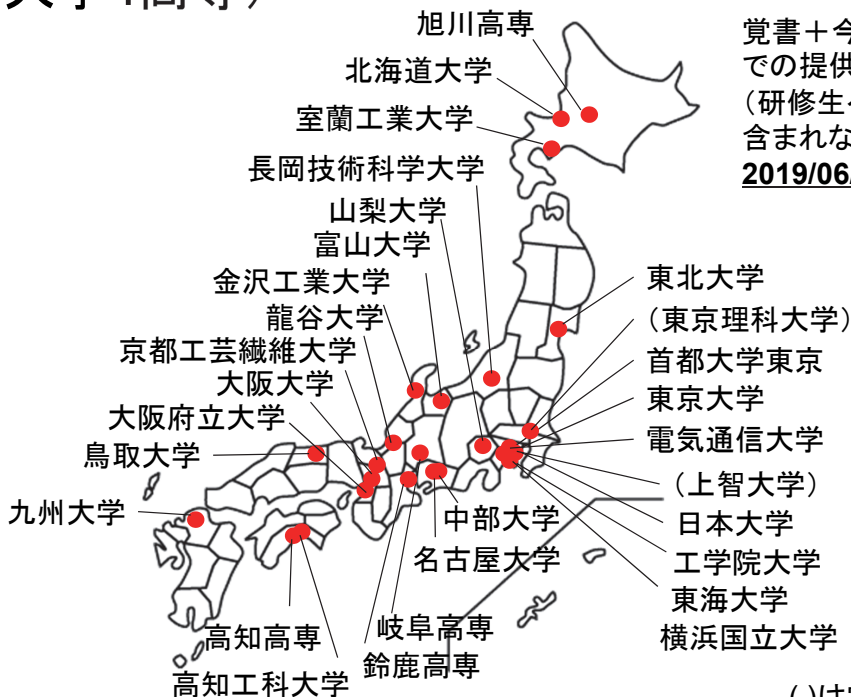 旭川高専
北海道大学
室蘭工業大学
長岡技術科学大学
山梨大学
富山大学
金沢工業大学
龍谷大学
京都工芸繊維大学
大阪大学
大阪府立大学
鳥取大学
九州大学
高知高専
高知工科大学
鈴鹿高専
岐阜高専
名古屋大学
中部大学
覚書＋今
での提供
（研修生
含まれな
2019/06
東北大学
（東京理科大学）
首都大学東京
東京大学
電気通信大学
（上智大学）
日本大学
工学院大学
東海大学
横浜国立大学